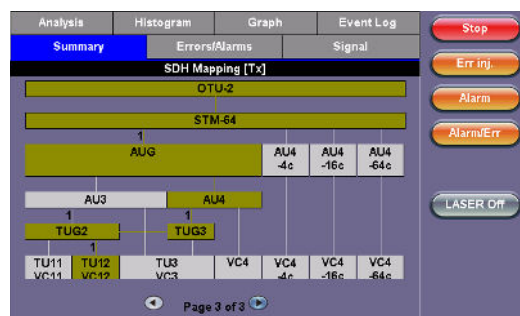 Analysis Histogram Graph Event Log
Stop
Summary Errors/Alarms Signal
SDH Mapping [Tx]
Err inj.
OTU-2
Alarm
STM-64
Alarm/Err
1
AUG AU4 AU4 AU4
-4c -16c -64c
AU3 AU4
LASER Off
1 1
TUG2 TUG3
1
TU11 TU12 TU3 VC4 VC4 VC4 VC4
VC11 VC12 VC3 -4c -16c -64c
Page 3 of 3